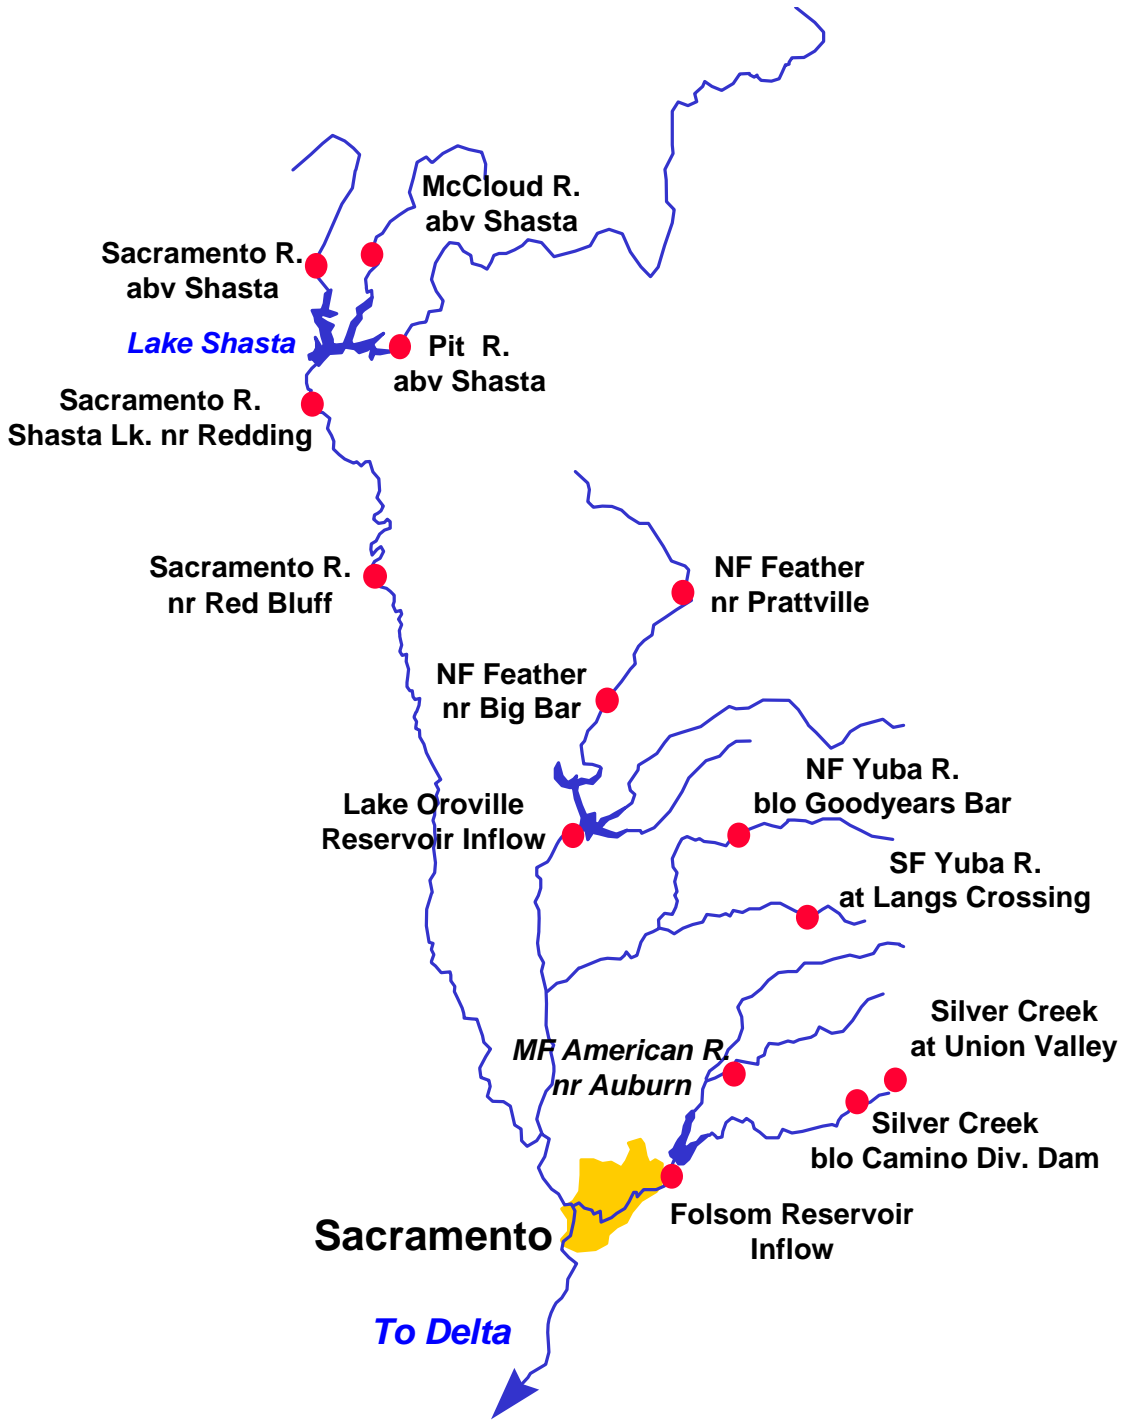 McCloud R.
abv Shasta
Sacramento R.
abv Shasta
Lake Shasta
Pit R.
abv Shasta
Sacramento R.
Shasta Lk. nr Redding
Sacramento R.
nr Red Bluff
NF Feather
nr Prattville
NF Feather
nr Big Bar
NF Yuba R.
blo Goodyears Bar
Lake Oroville
Reservoir Inflow
SF Yuba R.
at Langs Crossing
Silver Creek
at Union Valley
MF American R.
nr Auburn
Silver Creek
blo Camino Div. Dam
Folsom Reservoir
Inflow
Sacramento
To Delta